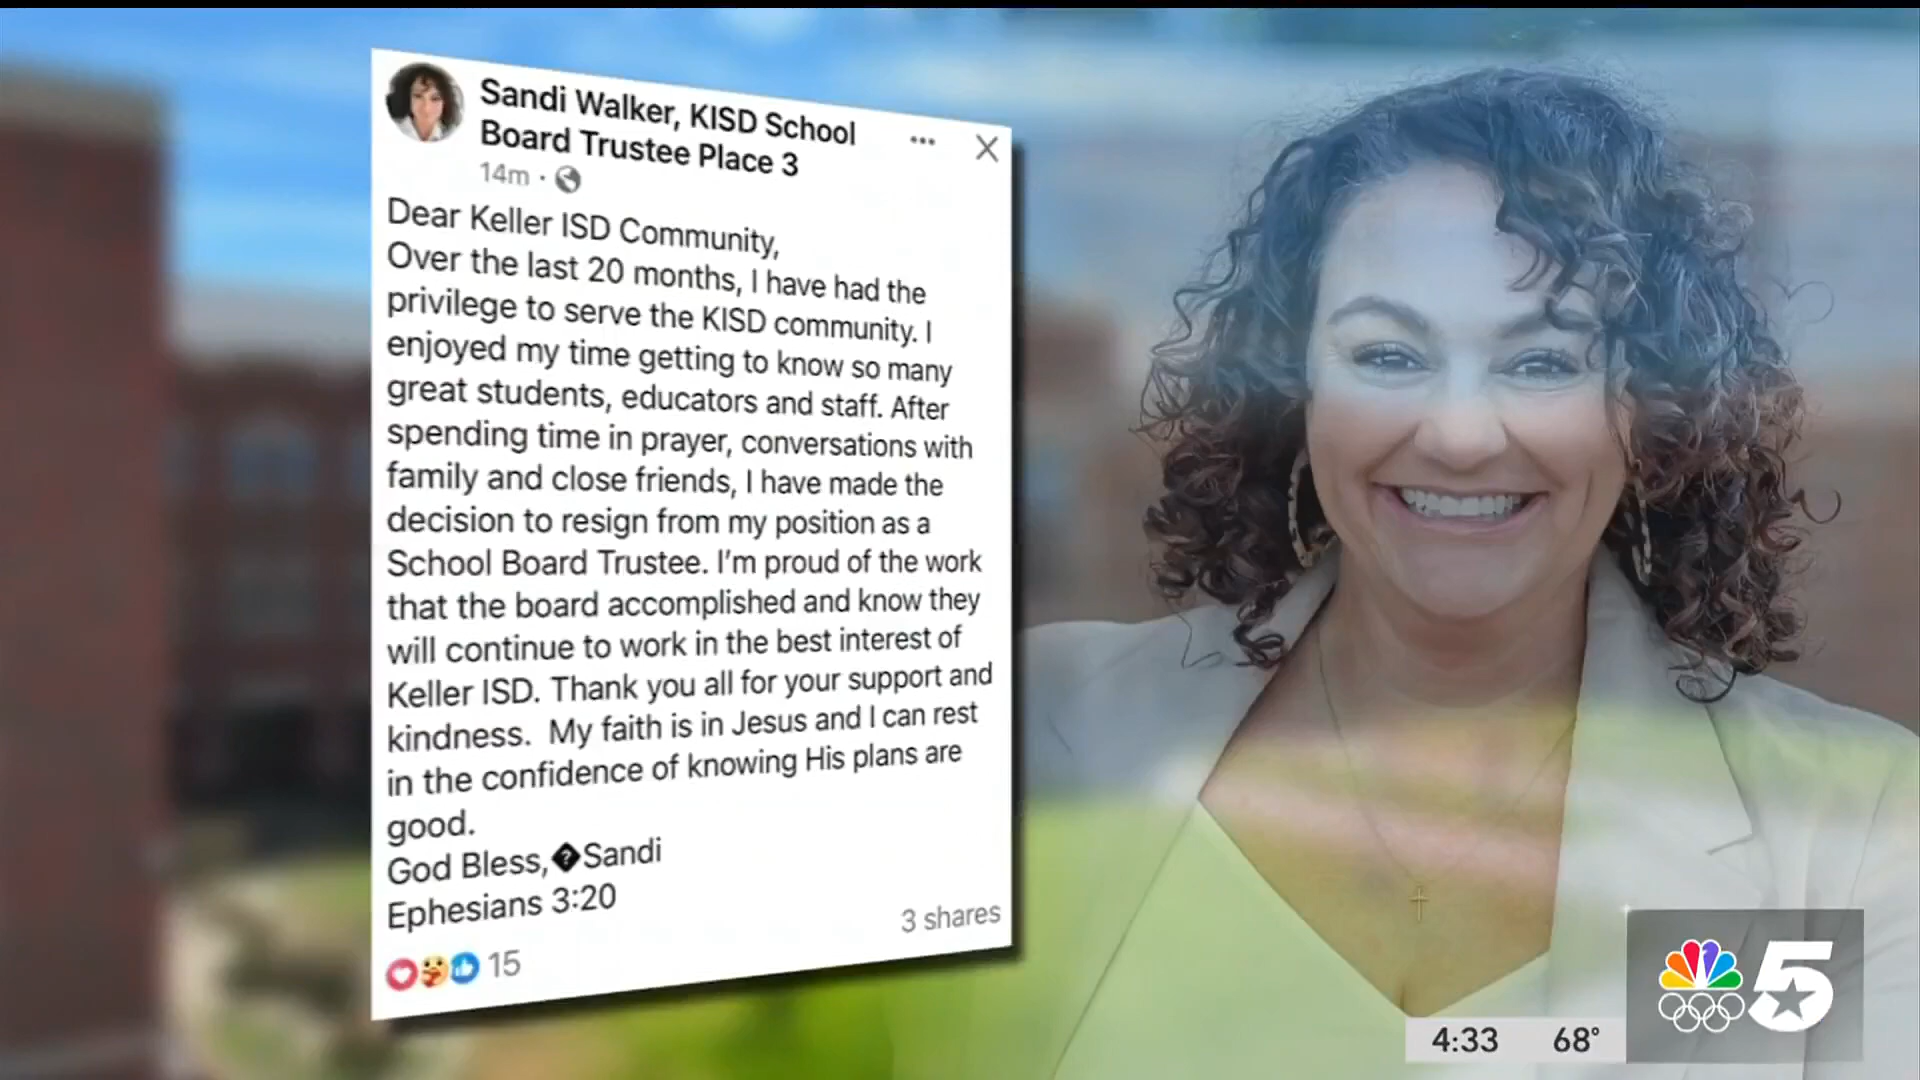 Sandi Walker, KISD School
Board Trustee Place 3
14m ·
Dear Keller ISD Community,
Over the last 20 months, I have had the
privilege to serve the KISD community. I
enjoyed my time getting to know so many
great students, educators and staff. After
spending time in prayer, conversations with
family and close friends, I have made the
decision to resign from my position as a
School Board Trustee. I'm proud of the work
that the board accomplished and know they
will continue to work in the best interest of
Keller ISD. Thank you all for your support and
kindness.  My faith is in Jesus and I can rest
in the confidence of knowing His plans are
good.
God Bless,�Sandi
Ephesians 3:20
3 shares
15
5
4:33 68°